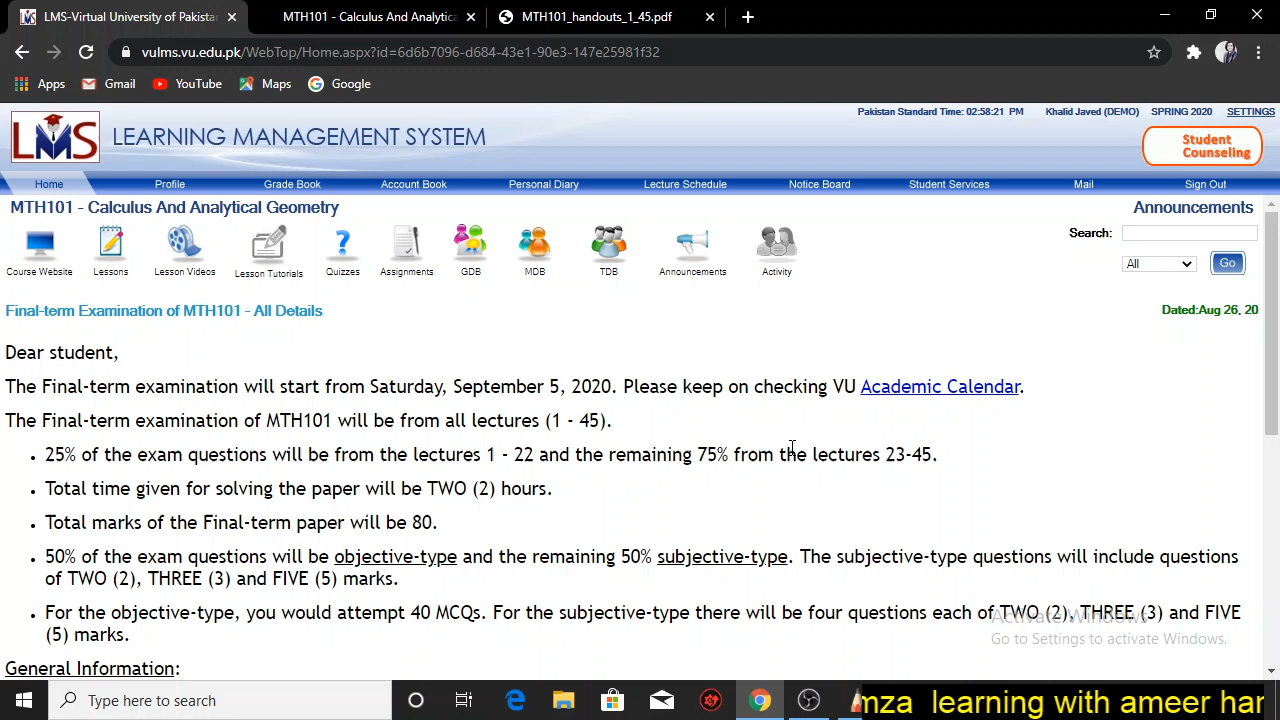 LMS-Virtual University of Pakistan
MTH101 - Calculus And Analytica
MTH101_handouts_1_45.pdf
vulms.vu.edu.pk/WebTop/Home.aspx?id=6d6b7096-d684-43e1-90e3-147e25981f32
Apps Gmail YouTube Maps Google
Pakistan Standard Time: 02:58:21 PM Khalid Javed (DEMO) SPRING 2020 SETTINGS
LMS LEARNING MANAGEMENT SYSTEM
Student
Counseling
Home Profile Grade Book Account Book Personal Diary Lecture Schedule Notice Board Student Services Mail Sign Out
MTH101 - Calculus And Analytical Geometry Announcements
Search:
Course Website Lessons Lesson Videos Lesson Tutorials Quizzes Assignments GDB MDB TDB Announcements Activity
All Go
Final-term Examination of MTH101 - All Details Dated:Aug 26, 20
Dear student,
The Final-term examination will start from Saturday, September 5, 2020. Please keep on checking VU Academic Calendar.
The Final-term examination of MTH101 will be from all lectures (1 - 45).
• 25% of the exam questions will be from the lectures 1 - 22 and the remaining 75% from the lectures 23-45.
• Total time given for solving the paper will be TWO (2) hours.
• Total marks of the Final-term paper will be 80.
• 50% of the exam questions will be objective-type and the remaining 50% subjective-type. The subjective-type questions will include questions
of TWO (2), THREE (3) and FIVE (5) marks.
• For the objective-type, you would attempt 40 MCQs. For the subjective-type there will be four questions each of TWO (2), THREE (3) and FIVE
(5) marks.
Activate Windows
Go to Settings to activate Windows.
General Information:
Type here to search
mza learning with ameer har